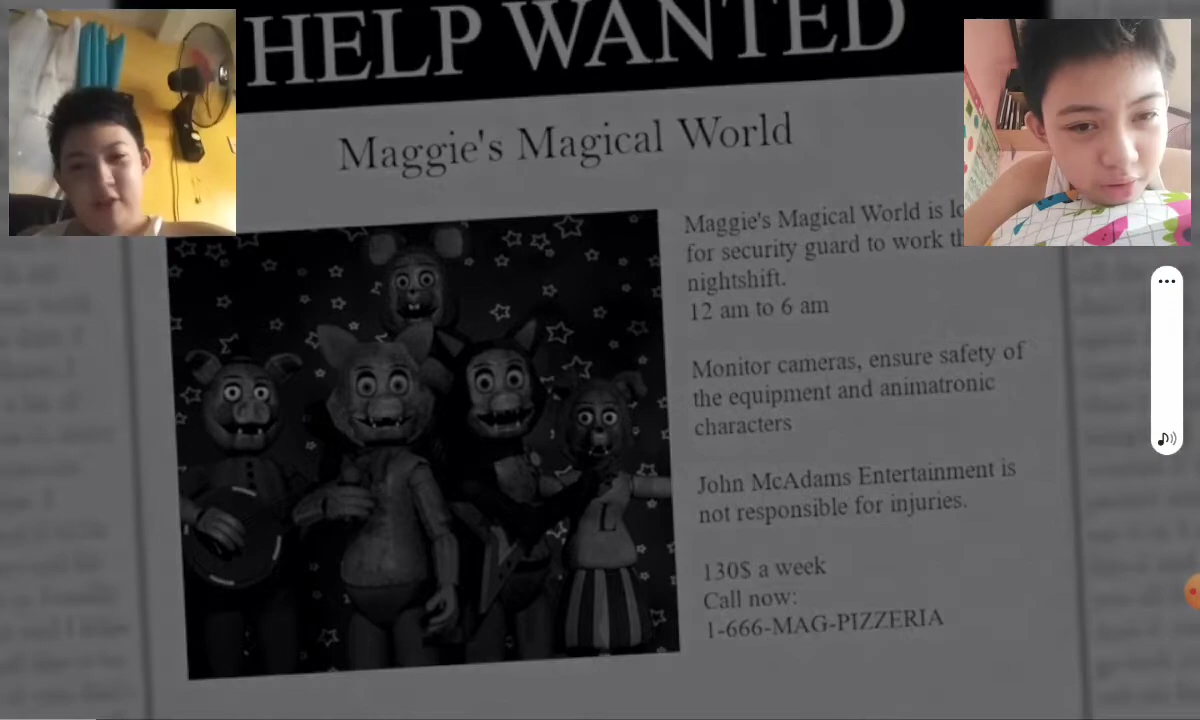 HELP WANTED
Maggie's Magical World
Maggie's Magical World is
for security guard to work
nightshift.
12 am to 6 am
Monitor cameras, ensure safety of
the equipment and animatronic
characters
John McAdams Entertainment is
not responsible for injuries.
130$ a week
Call now:
1-666-MAG-PIZZERIA
L